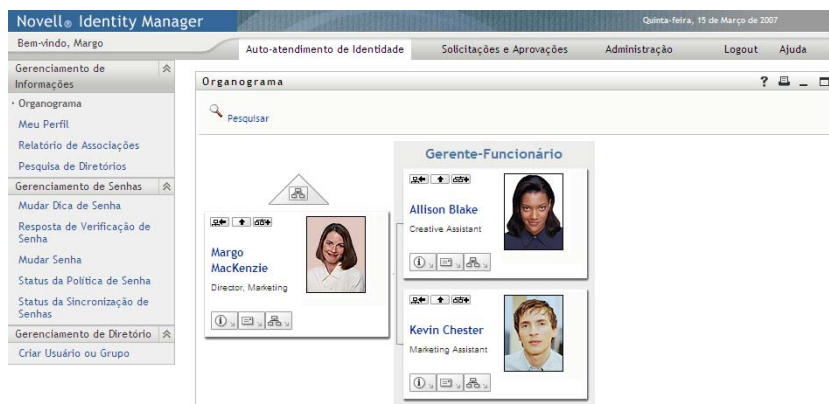 Novell® Identity Manager
Quinta-feira, 15 de Março de 2007
Bem-vindo, Margo
Auto-atendimento de Identidade
Solicitações e Aprovações
Administração
Logout
Ajuda
Gerenciamento de
Informações
Organograma
Meu Perfil
Relatório de Associações
Pesquisa de Diretórios
Gerenciamento de Senhas
Mudar Dica de Senha
Resposta de Verificação de
Senha
Mudar Senha
Status da Política de Senha
Status da Sincronização de
Senhas
Gerenciamento de Diretório
Criar Usuário ou Grupo
Organograma
?
Pesquisar
Margo
MacKenzie
Director, Marketing
Gerente-Funcionário
Allison Blake
Creative Assistant
Kevin Chester
Marketing Assistant